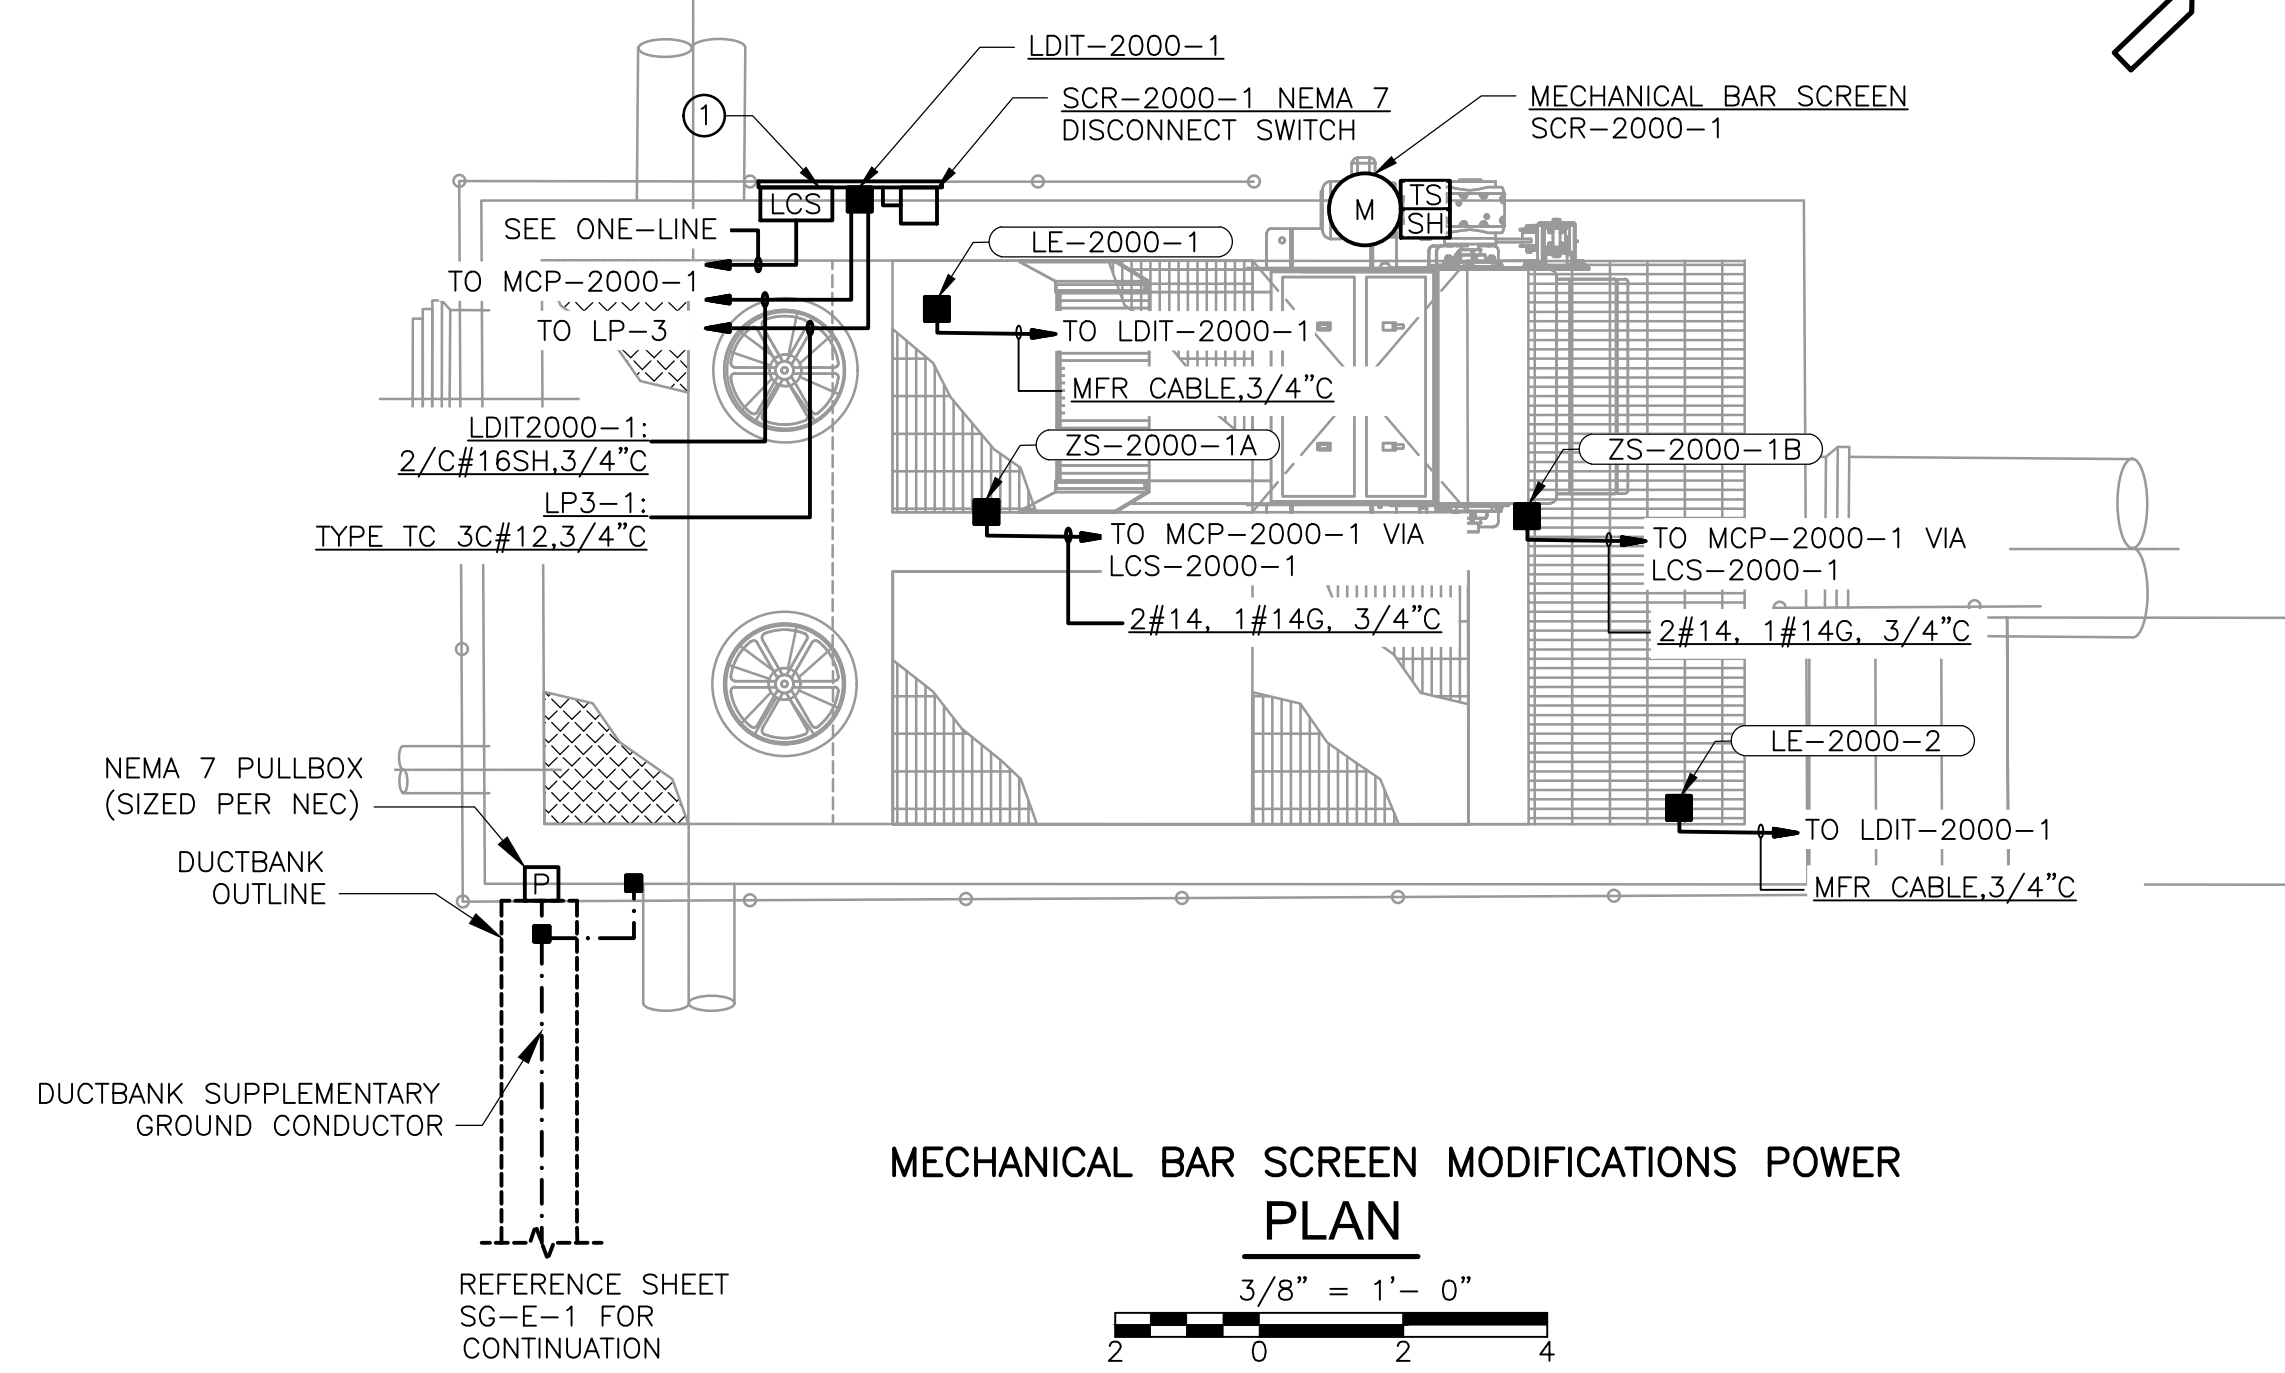 LDIT-2000-1
SCR-2000-1 NEMA 7
DISCONNECT SWITCH
MECHANICAL BAR SCREEN
SCR-2000-1
1
LCS
M
TS
SH
SEE ONE-LINE
TO MCP-2000-1
TO LP-3
LE-2000-1
TO LDIT-2000-1
MFR CABLE,3/4"C
LDIT2000-1:
2/C#16SH,3/4"C
LP3-1:
TYPE TC 3C#12,3/4"C
ZS-2000-1A
TO MCP-2000-1 VIA
LCS-2000-1
2#14, 1#14G, 3/4"C
ZS-2000-1B
TO MCP-2000-1 VIA
LCS-2000-1
2#14, 1#14G, 3/4"C
LE-2000-2
TO LDIT-2000-1
MFR CABLE,3/4"C
NEMA 7 PULLBOX
(SIZED PER NEC)
DUCTBANK
OUTLINE
P
DUCTBANK SUPPLEMENTARY
GROUND CONDUCTOR
REFERENCE SHEET
SG-E-1 FOR
CONTINUATION
MECHANICAL BAR SCREEN MODIFICATIONS POWER
PLAN
3/8" = 1'- 0"
2 0 2 4